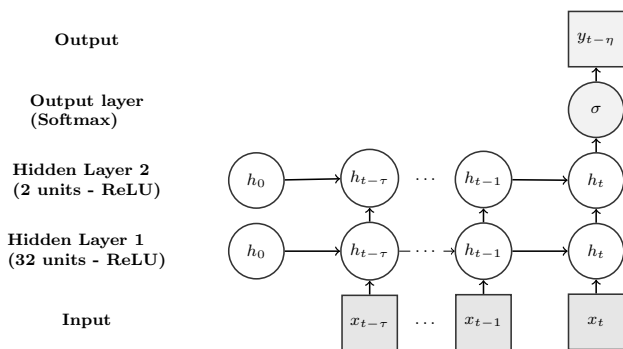 Output
y_{t−η}
Output layer
(Softmax)
σ
Hidden Layer 2
(2 units - ReLU)
h_0 h_{t−τ} ... h_{t−1} h_t
Hidden Layer 1
(32 units - ReLU)
h_0 h_{t−τ} ... h_{t−1} h_t
Input
x_{t−τ} ... x_{t−1} x_t